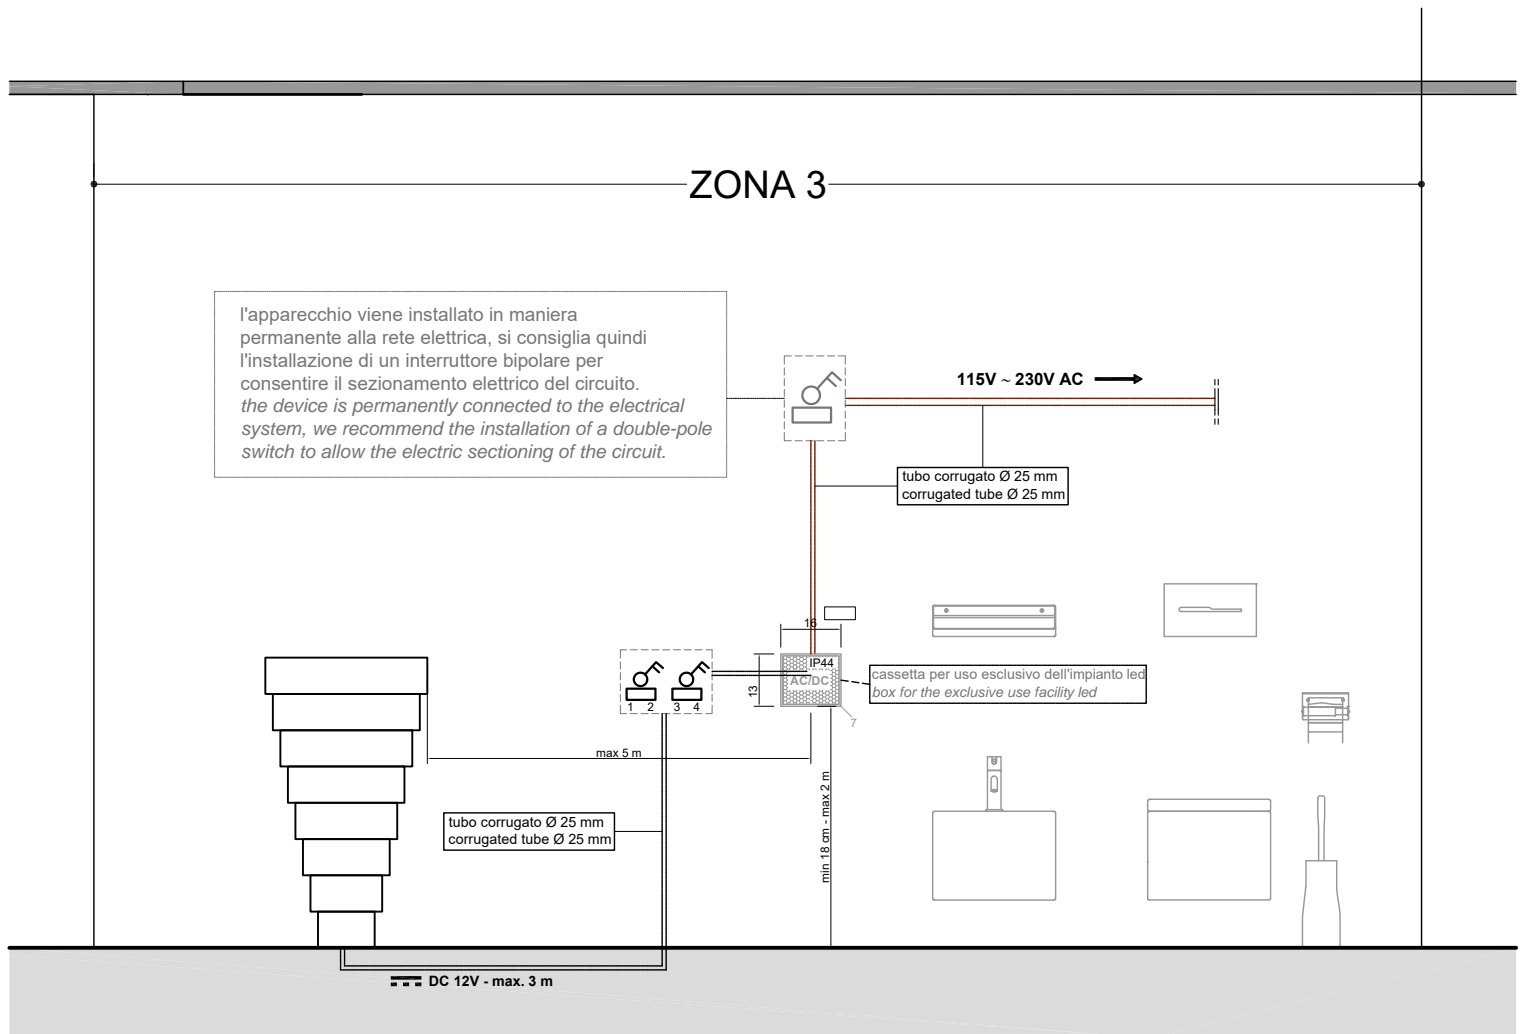 ZONA 3
l'apparecchio viene installato in maniera
permanente alla rete elettrica, si consiglia quindi
l'installazione di un interruttore bipolare per
consentire il sezionamento elettrico del circuito.
the device is permanently connected to the electrical
system, we recommend the installation of a double-pole
switch to allow the electric sectioning of the circuit.
115V ~ 230V AC
tubo corrugato Ø 25 mm
corrugated tube Ø 25 mm
16
IP44
AC/DC
13
7
cassetta per uso esclusivo dell'impianto led
box for the exclusive use facility led
1 2 3 4
max 5 m
min 18 cm - max 2 m
tubo corrugato Ø 25 mm
corrugated tube Ø 25 mm
DC 12V - max. 3 m